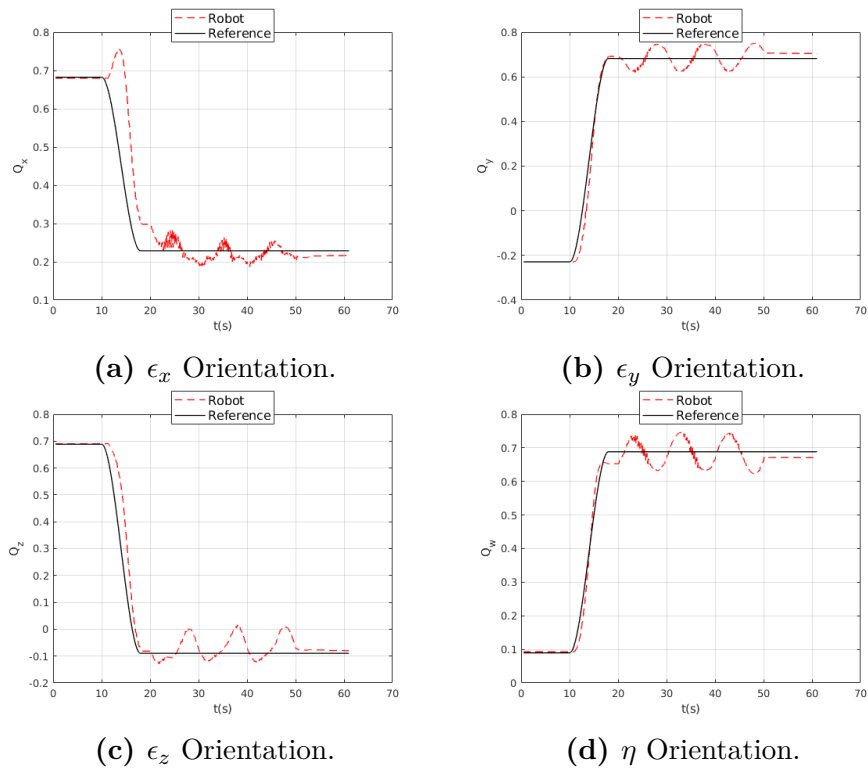 Robot
Reference
0.8
0.7
0.6
0.5
0.4
0.3
0.2
0.1
Q_x
0 10 20 30 40 50 60 70
t(s)
(a) ϵ_x Orientation.
Robot
Reference
0.8
0.6
0.4
0.2
0
-0.2
-0.4
Q_y
0 10 20 30 40 50 60 70
t(s)
(b) ϵ_y Orientation.
Robot
Reference
0.8
0.7
0.6
0.5
0.4
0.3
0.2
0.1
0
-0.1
-0.2
Q_z
0 10 20 30 40 50 60 70
t(s)
(c) ϵ_z Orientation.
Robot
Reference
0.8
0.7
0.6
0.5
0.4
0.3
0.2
0.1
0
Q_w
0 10 20 30 40 50 60 70
t(s)
(d) η Orientation.